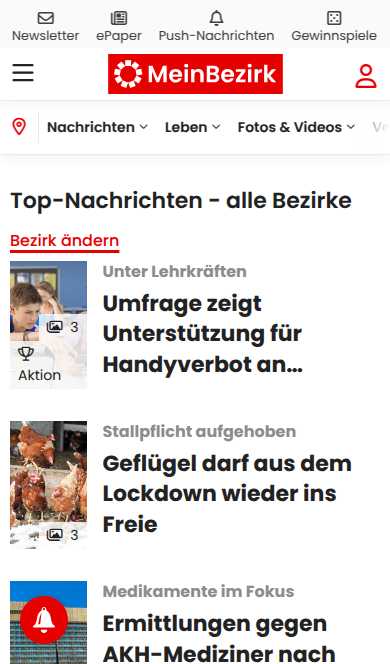 Newsletter
ePaper
Push-Nachrichten
Gewinnspiele
MeinBezirk
Nachrichten
Leben
Fotos & Videos
Top-Nachrichten - alle Bezirke
Bezirk ändern
3
Aktion
Unter Lehrkräften
Umfrage zeigt
Unterstützung für
Handyverbot an...
3
Stallpflicht aufgehoben
Geflügel darf aus dem
Lockdown wieder ins
Freie
Medikamente im Fokus
Ermittlungen gegen
AKH-Mediziner nach